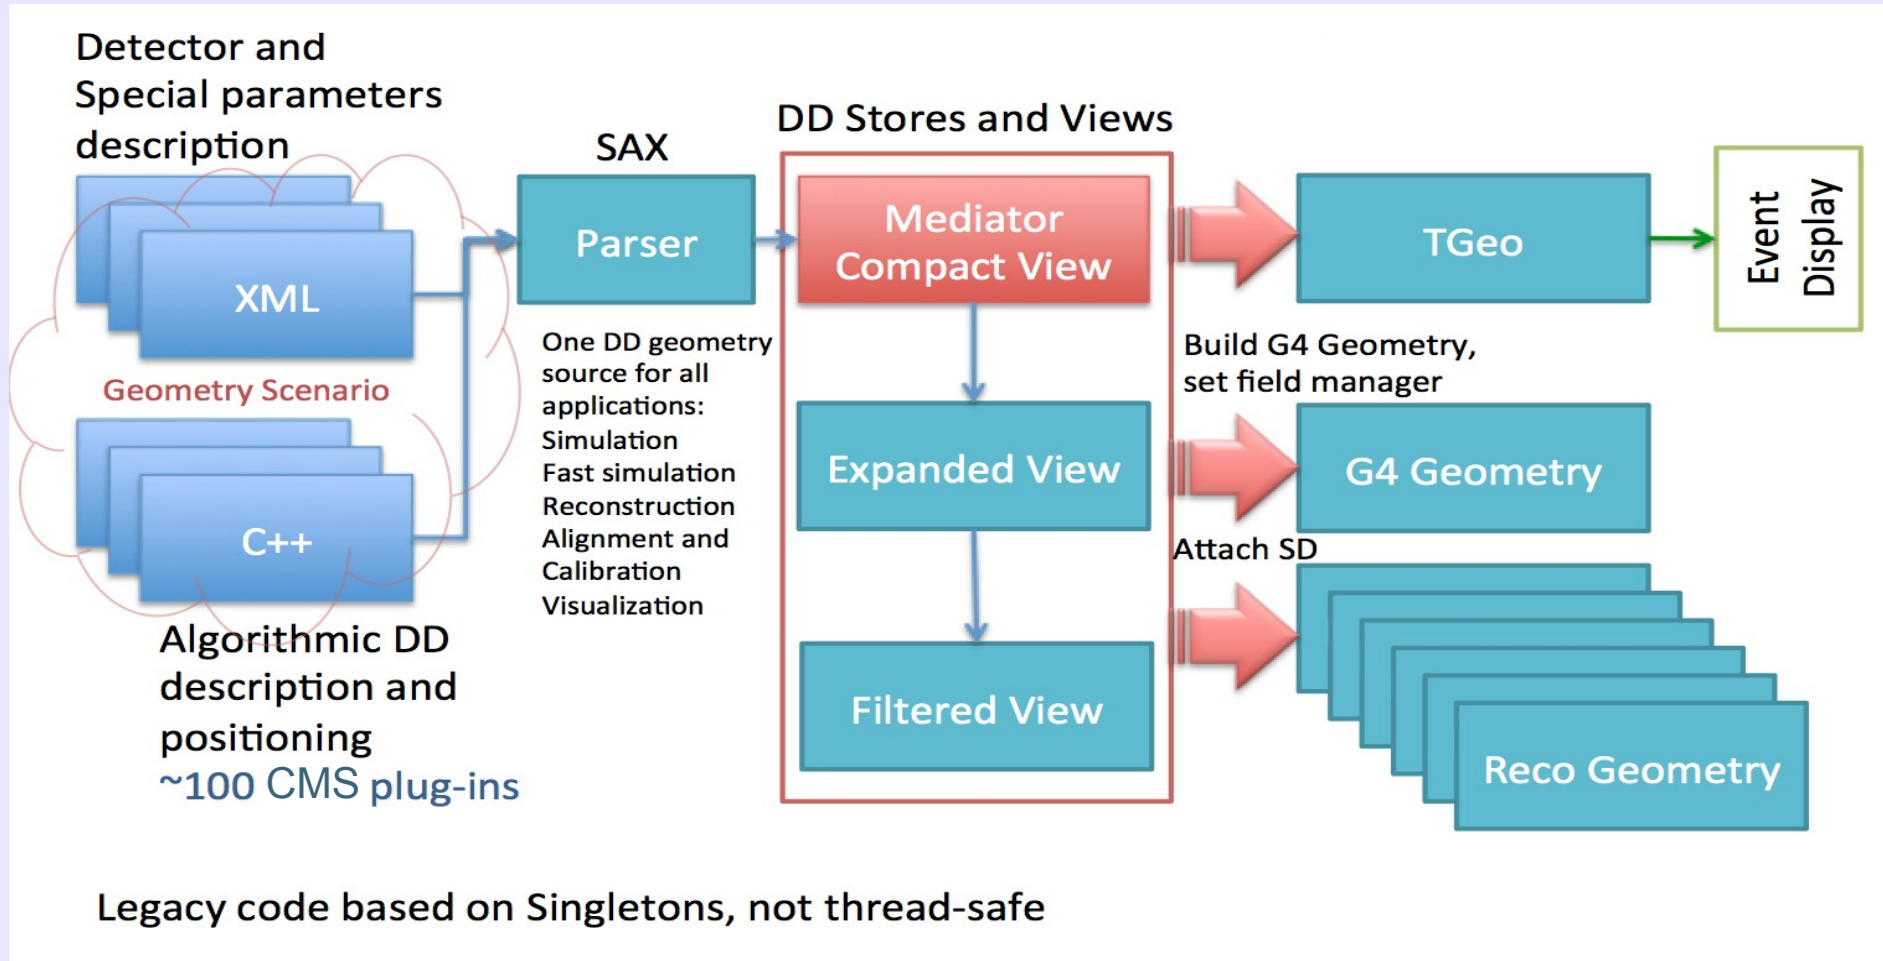 Detector and
Special parameters
description
XML
Geometry Scenario
C++
Algorithmic DD
description and
positioning
~100 CMS plug-ins
SAX
Parser
One DD geometry
source for all
applications:
Simulation
Fast simulation
Reconstruction
Alignment and
Calibration
Visualization
DD Stores and Views
Mediator
Compact View
Expanded View
Filtered View
TGeo
Event
Display
Build G4 Geometry,
set field manager
G4 Geometry
Attach SD
Reco Geometry
Legacy code based on Singletons, not thread-safe